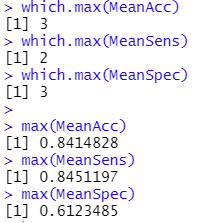 > which.max(MeanAcc)
[1] 3
> which.max(MeanSens)
[1] 2
> which.max(MeanSpec)
[1] 3
>
> max(MeanAcc)
[1] 0.8414828
> max(MeanSens)
[1] 0.8451197
> max(MeanSpec)
[1] 0.6123485